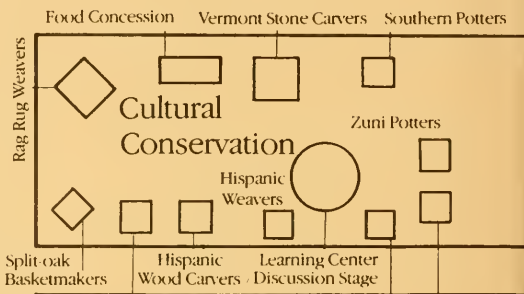 Food Concession
Vermont Stone Carvers
Southern Potters
Rag Rug Weavers
Cultural
Conservation
Zuni Potters
Hispanic
Weavers
Split-oak
Basketmakers
Hispanic
Wood Carvers
Learning Center
Discussion Stage